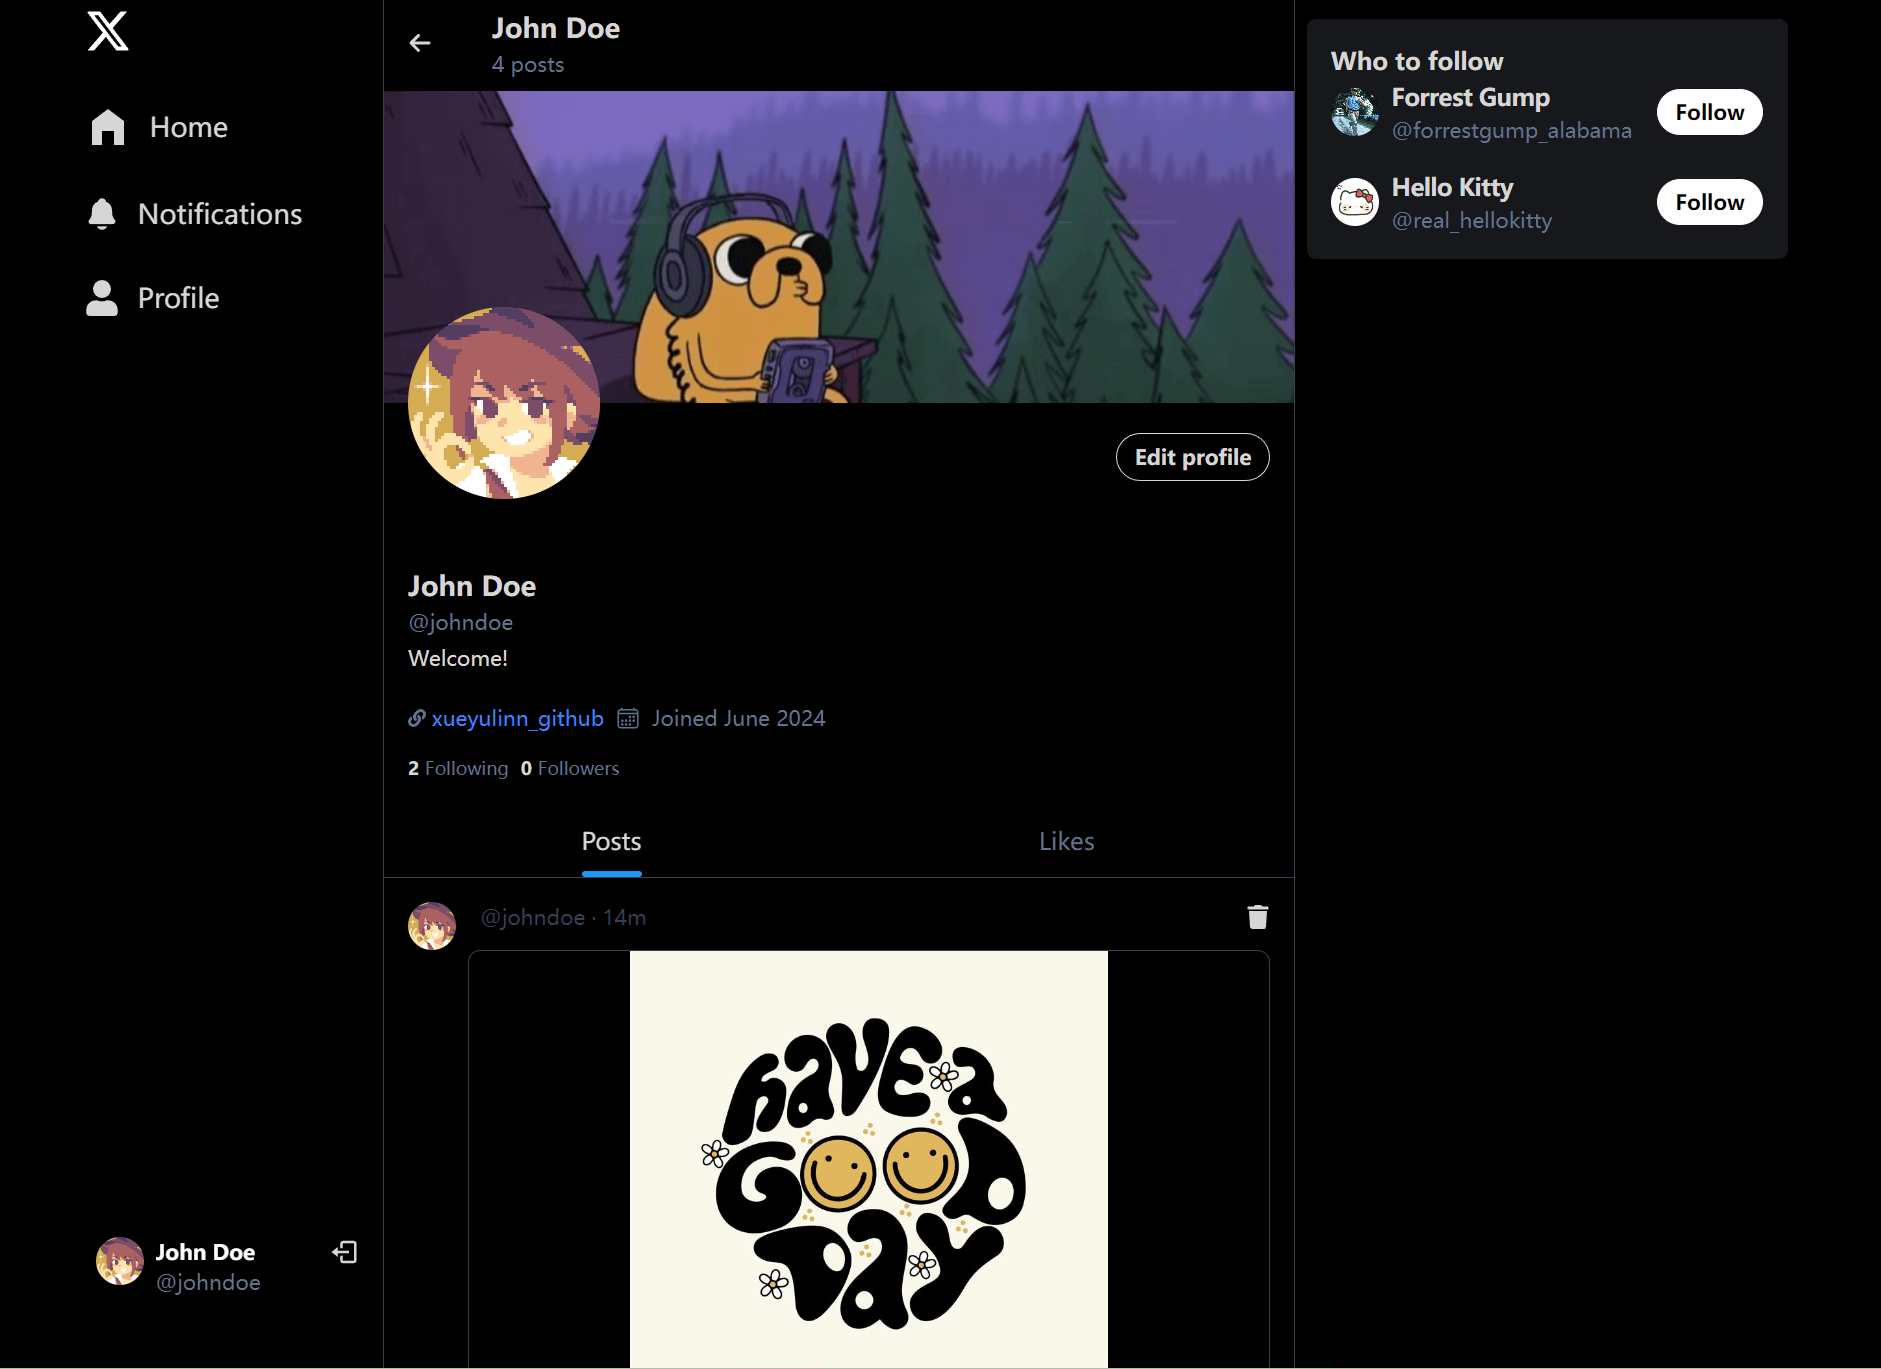 Home
Notifications
Profile
John Doe
@johndoe
John Doe
4 posts
Edit profile
John Doe
@johndoe
Welcome!
xueyulinn_github Joined June 2024
2 Following 0 Followers
Posts Likes
@johndoe · 14m
have a
GOOD
Day
Who to follow
Forrest Gump
@forrestgump_alabama
Follow
Hello Kitty
@real_hellokitty
Follow